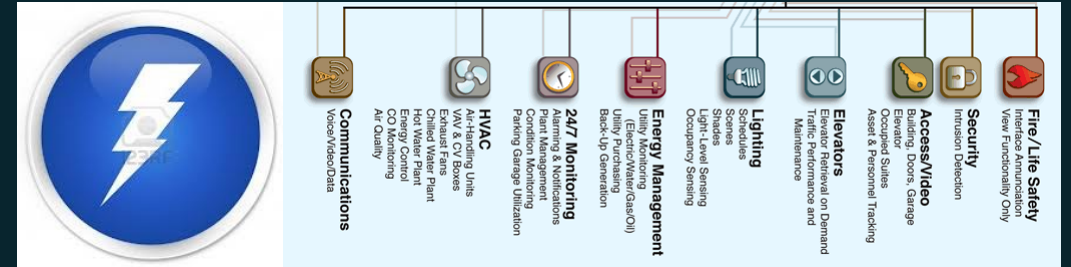 123RF
Fire/Life Safety
Interface Annunciation
View Functionality Only
Security
Intrusion Detection
Access/Video
Building, Doors, Garage
Elevator
Occupied Suites
Asset & Personnel Tracking
Elevators
Elevator Retrieval on Demand
Traffic Performance and
Maintenance
Lighting
Schedules
Scenes
Shades
Light-Level Sensing
Occupancy Sensing
Energy Management
Utility Monitoring
(Electric/Water/Gas/Oil)
Utility Purchasing
Back-Up Generation
24/7 Monitoring
Alarming & Notifications
Plant Management
Condition Monitoring
Parking Garage Utilization
HVAC
Air-Handling Units
VAV & CV Boxes
Exhaust Fans
Chilled Water Plant
Hot Water Plant
Energy Control
CO Monitoring
Air Quality
Communications
Voice/Video/Data